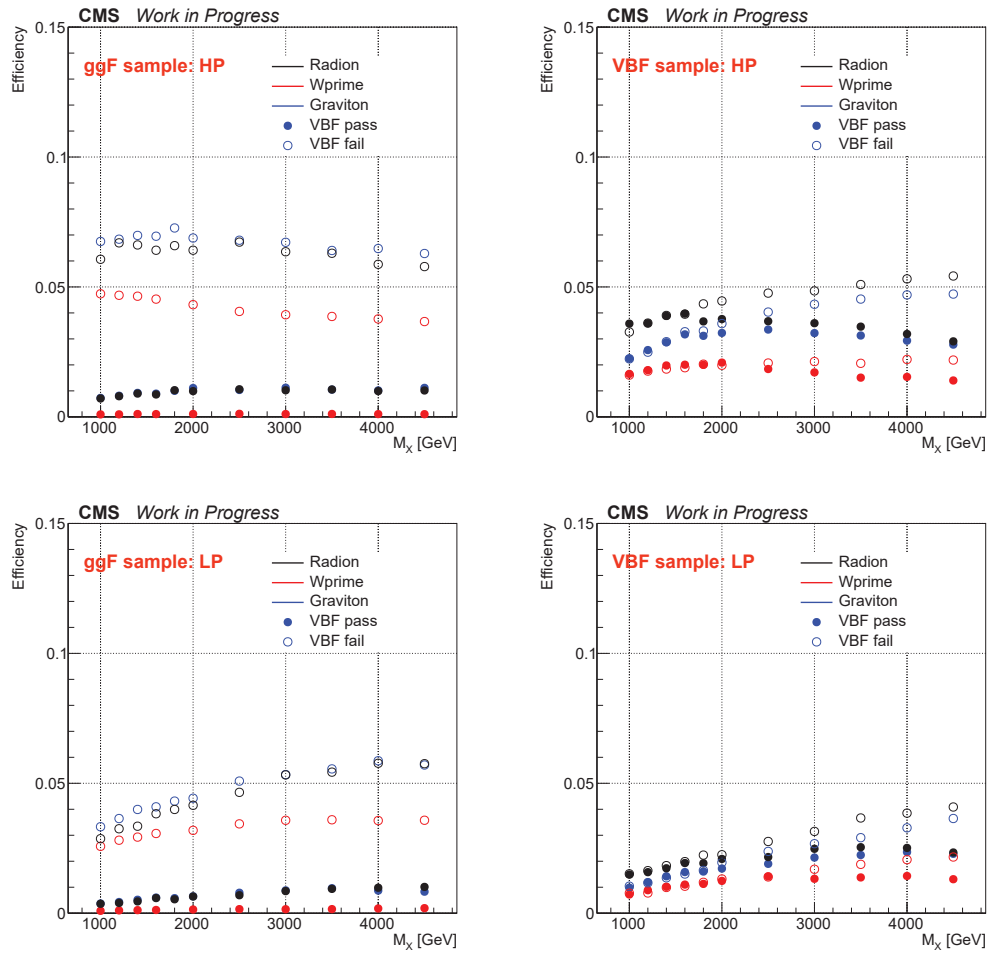 CMS Work in Progress
Efficiency
0.15
0.1
0.05
0
ggF sample: HP
Radion
Wprime
Graviton
VBF pass
VBF fail
1000 2000 3000 4000
M_X [GeV]
CMS Work in Progress
Efficiency
0.15
0.1
0.05
0
VBF sample: HP
Radion
Wprime
Graviton
VBF pass
VBF fail
1000 2000 3000 4000
M_X [GeV]
CMS Work in Progress
Efficiency
0.15
0.1
0.05
0
ggF sample: LP
Radion
Wprime
Graviton
VBF pass
VBF fail
1000 2000 3000 4000
M_X [GeV]
CMS Work in Progress
Efficiency
0.15
0.1
0.05
0
VBF sample: LP
Radion
Wprime
Graviton
VBF pass
VBF fail
1000 2000 3000 4000
M_X [GeV]